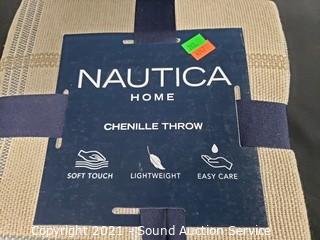 NAUTICA
HOME
CHENILLE THROW
SOFT TOUCH
LIGHTWEIGHT
EASY CARE
Copyright 2021 - Sound Auction Service